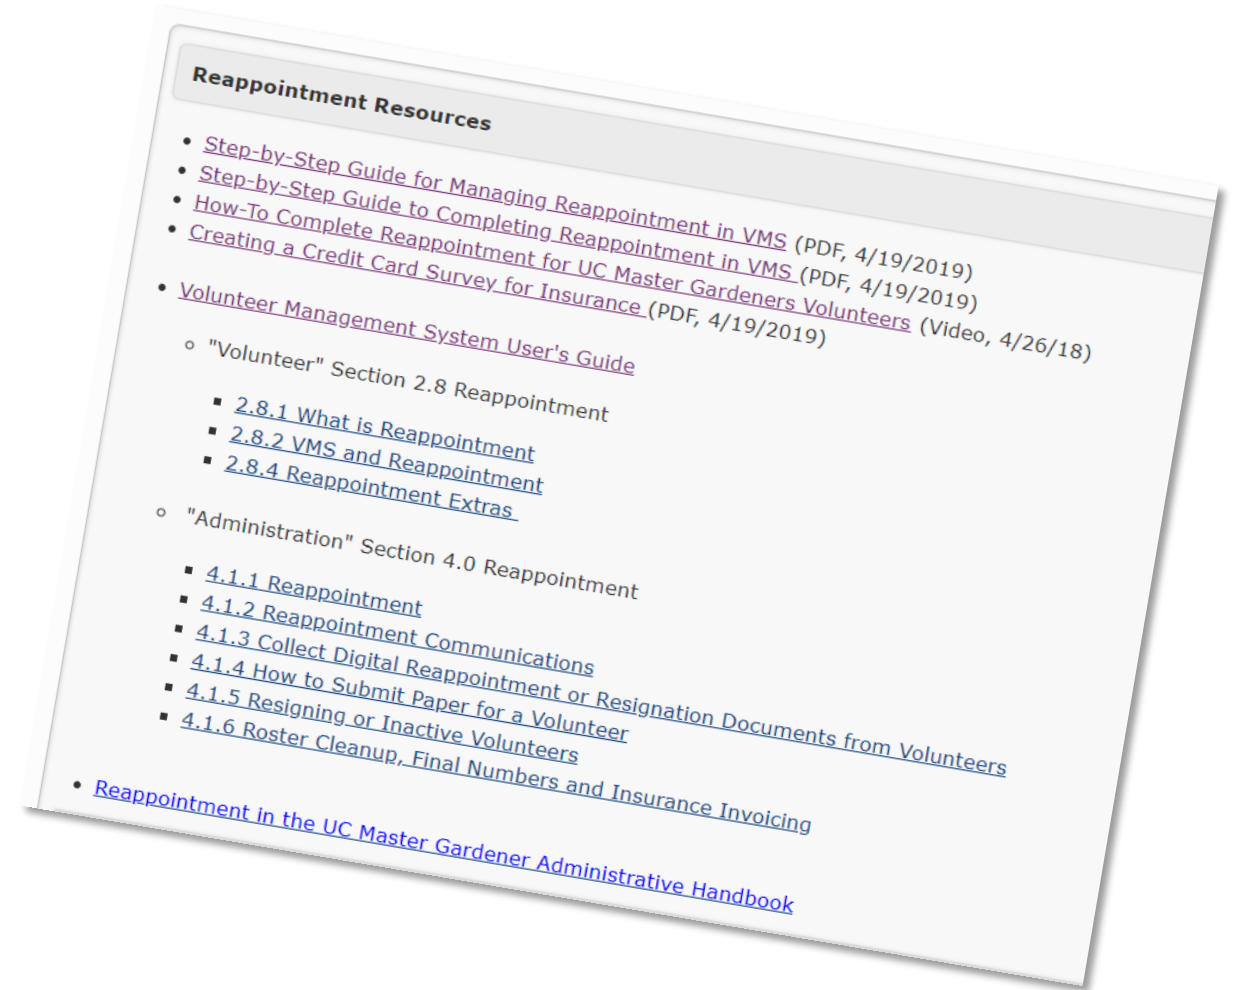 Reappointment Resources
Step-by-Step Guide for Managing Reappointment in VMS (PDF, 4/19/2019)
Step-by-Step Guide to Completing Reappointment in VMS (PDF, 4/19/2019)
How-To Complete Reappointment for UC Master Gardeners Volunteers (Video, 4/26/18)
Creating a Credit Card Survey for Insurance (PDF, 4/19/2019)
Volunteer Management System User's Guide
"Volunteer" Section 2.8 Reappointment
2.8.1 What is Reappointment
2.8.2 VMS and Reappointment
2.8.4 Reappointment Extras
"Administration" Section 4.0 Reappointment
4.1.1 Reappointment
4.1.2 Reappointment Communications
4.1.3 Collect Digital Reappointment or Resignation Documents from Volunteers
4.1.4 How to Submit Paper for a Volunteer
4.1.5 Resigning or Inactive Volunteers
4.1.6 Roster Cleanup, Final Numbers and Insurance Invoicing
Reappointment in the UC Master Gardener Administrative Handbook